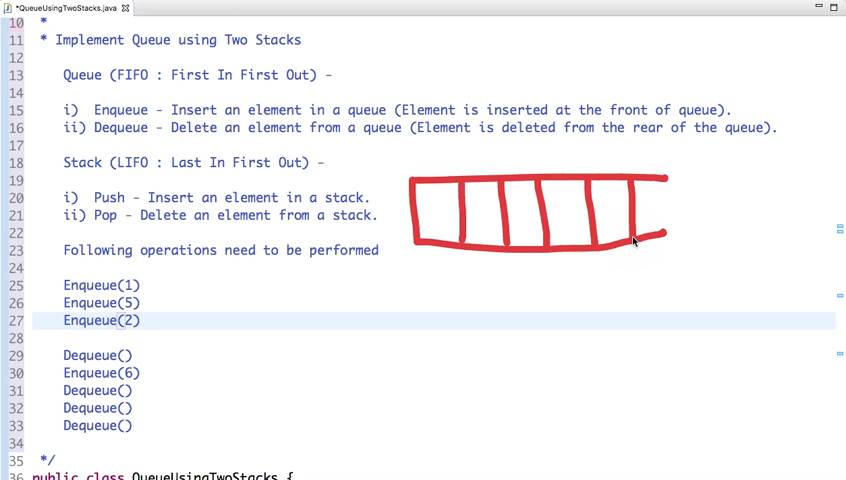 *QueueUsingTwoStacks.java
10 *
11 * Implement Queue using Two Stacks
12
13 Queue (FIFO : First In First Out) -
14
15 i) Enqueue - Insert an element in a queue (Element is inserted at the front of queue).
16 ii) Dequeue - Delete an element from a queue (Element is deleted from the rear of the queue).
17
18 Stack (LIFO : Last In First Out) -
19
20 i) Push - Insert an element in a stack.
21 ii) Pop - Delete an element from a stack.
22
23 Following operations need to be performed
24
25 Enqueue(1)
26 Enqueue(5)
27 Enqueue(2)
28
29 Dequeue()
30 Enqueue(6)
31 Dequeue()
32 Dequeue()
33 Dequeue()
34
35 */
36 public class QueueUsingTwoStacks {